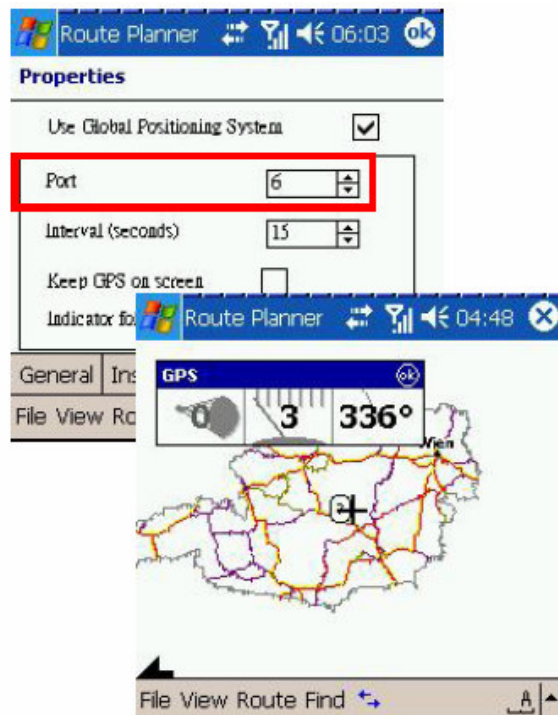 Route Planner 06:03 ok
Properties
Use Global Positioning System
Port 6
Interval (seconds) 15
Keep GPS on screen
Indicator fo
General Ins
File View Ro
Route Planner 04:48
GPS ok
0 3 336°
Wien
File View Route Find A